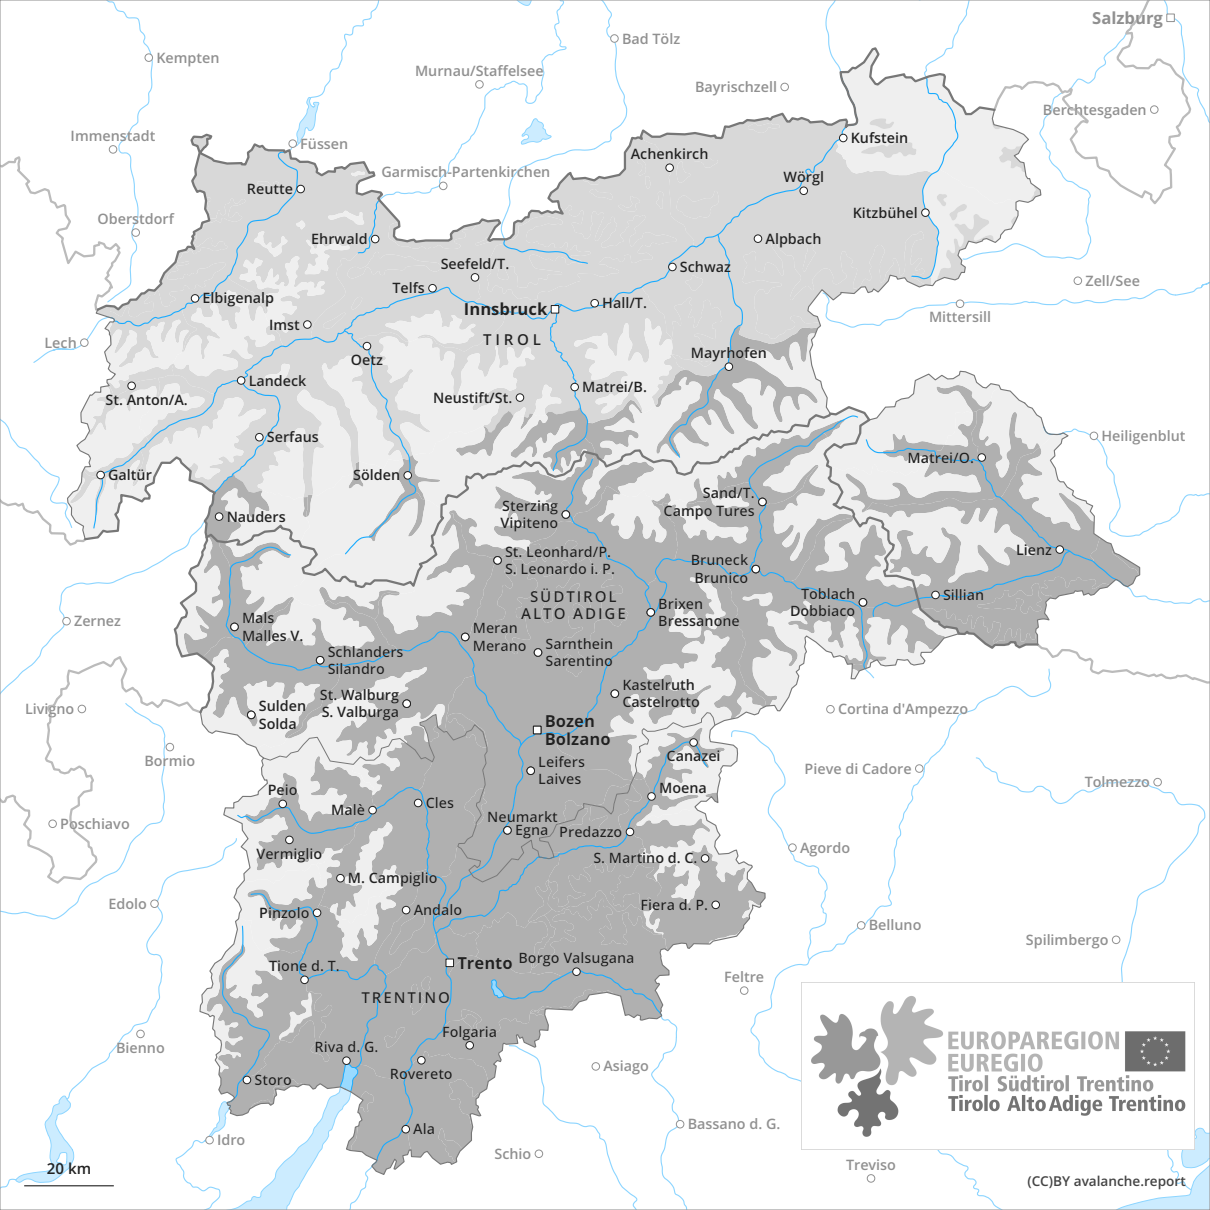 Salzburg
Bad Tölz
Kempten
Murnau/Staffelsee
Bayrischzell
Berchtesgaden
Immenstadt
Füssen
Kufstein
Achenkirch
Garmisch-Partenkirchen
Wörgl
Reutte
Oberstdorf
Kitzbühel
Ehrwald
Alpbach
Seefeld/T.
Schwaz
Zell/See
Telfs
Elbigenalp
Hall/T.
Innsbruck
Mittersill
Imst
TIROL
Lech
Mayrhofen
Oetz
Landeck
Matrei/B.
St. Anton/A.
Neustift/St.
Serfaus
Heiligenblut
Matrei/O.
Galtür
Sölden
Sand/T.
Campo Tures
Sterzing
Vipiteno
Nauders
St. Leonhard/P.
S. Leonardo i. P.
Lienz
Bruneck
Brunico
SÜDTIROL
ALTO ADIGE
Toblach
Dobbiaco
Sillian
Brixen
Bressanone
Zernez
Mals
Malles V.
Meran
Merano
Sarnthein
Sarentino
Schlanders
Silandro
Kastelruth
Castelrotto
St. Walburg
S. Valburga
Sulden
Solda
Livigno
Cortina d'Ampezzo
Bozen
Bolzano
Bormio
Canazei
Leifers
Laives
Pieve di Cadore
Tolmezzo
Peio
Moena
Malè
Cles
Neumarkt
Egna
Predazzo
Poschiavo
Agordo
Vermiglio
S. Martino d. C.
M. Campiglio
Edolo
Pinzolo
Andalo
Fiera d. P.
Belluno
Spilimbergo
Borgo Valsugana
Trento
Tione d. T.
Feltre
TRENTINO
Folgaria
Bienno
Riva d. G.
EUROPAREGION
EUREGIO
Tirol Südtirol Trentino
Tirolo Alto Adige Trentino
Asiago
Rovereto
Storo
Ala
Bassano d. G.
Idro
Schio
Treviso
20 km
(CC)BY avalanche.report